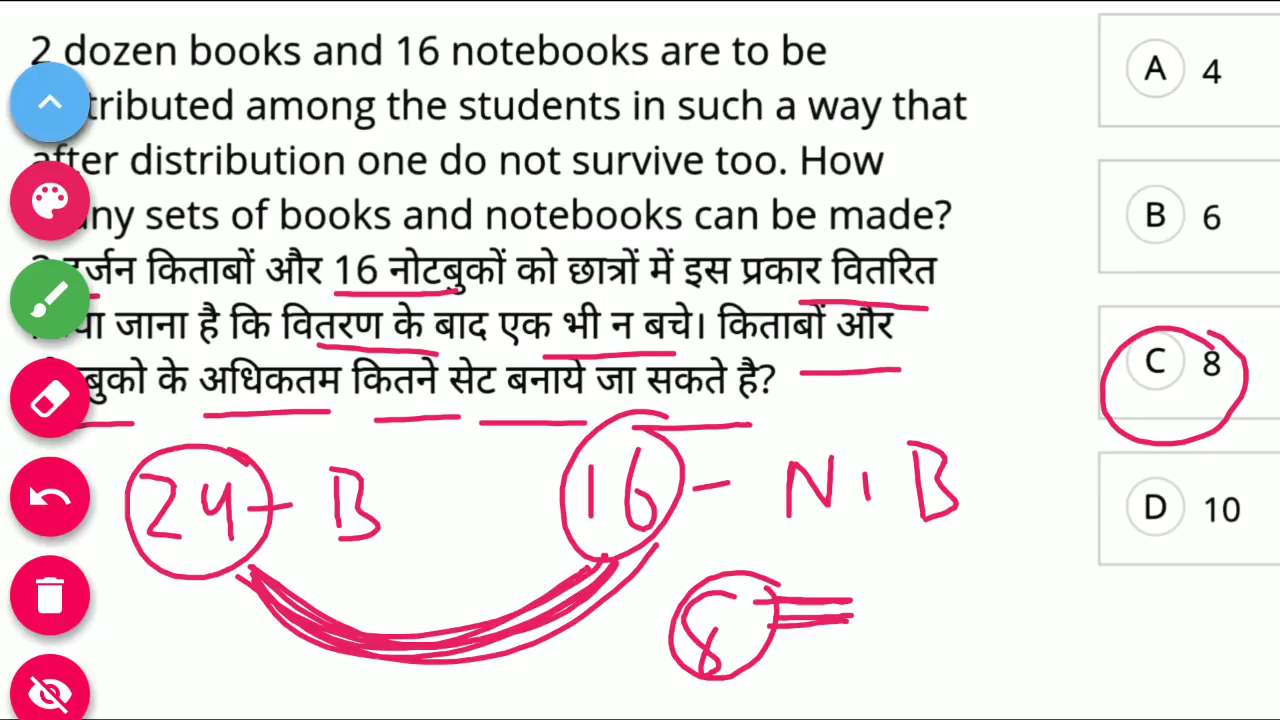 2 dozen books and 16 notebooks are to be
tributed among the students in such a way that
after distribution one do not survive too. How
ny sets of books and notebooks can be made?
दर्जन किताबों और 16 नोटबुकों को छात्रों में इस प्रकार वितरित
जाना है कि वितरण के बाद एक भी न बचे। किताबों और
बुको के अधिकतम कितने सेट बनाये जा सकते है?
A 4
B 6
C 8
D 10
24 - B 16 - N.B
8